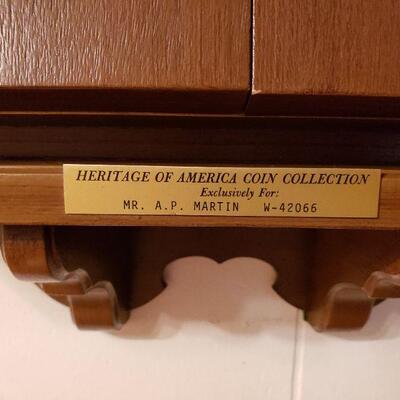 HERITAGE OF AMERICA COIN COLLECTION
Exclusively For:
MR. A.P. MARTIN W-42066